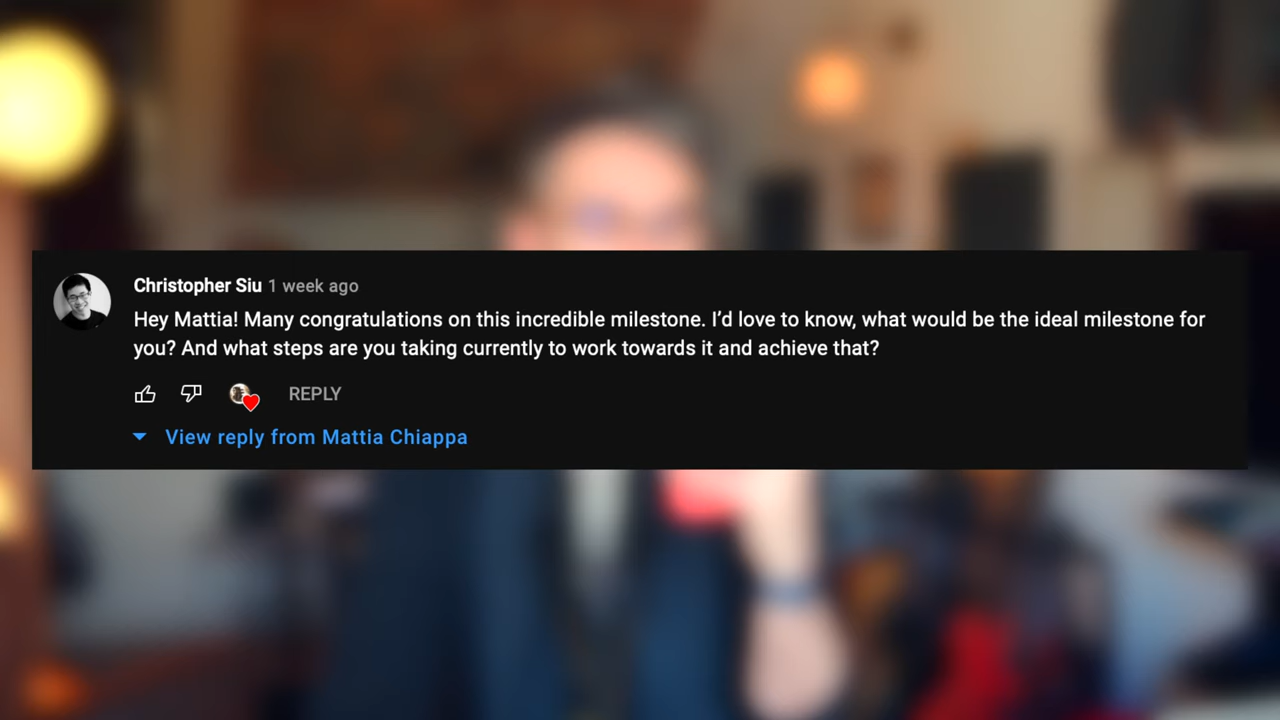 Christopher Siu 1 week ago
Hey Mattia! Many congratulations on this incredible milestone. I’d love to know, what would be the ideal milestone for
you? And what steps are you taking currently to work towards it and achieve that?
REPLY
View reply from Mattia Chiappa